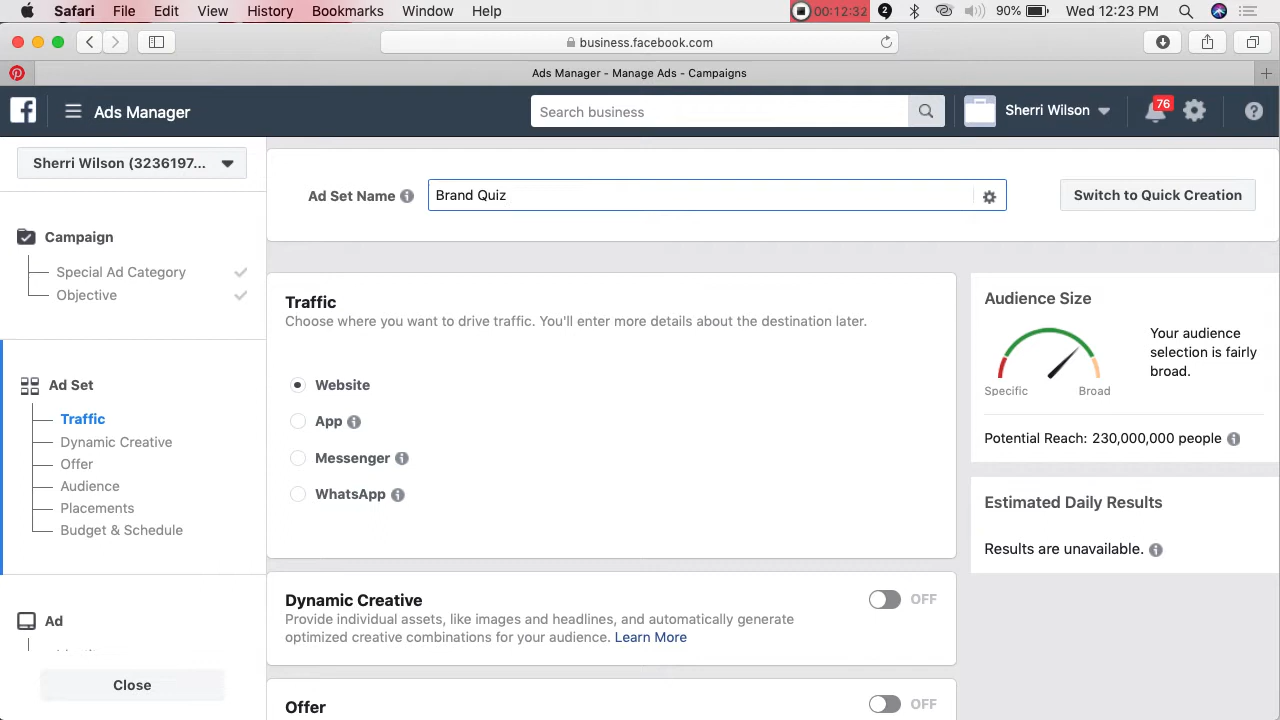 Safari File Edit View History Bookmarks Window Help 00:12:32 2 90% Wed 12:23 PM
business.facebook.com
Ads Manager - Manage Ads - Campaigns
Ads Manager Search business Sherri Wilson 76
Sherri Wilson (3236197...
Ad Set Name Brand Quiz Switch to Quick Creation
Campaign
Special Ad Category
Objective
Ad Set
Traffic
Dynamic Creative
Offer
Audience
Placements
Budget & Schedule
Ad
Close
Traffic
Choose where you want to drive traffic. You'll enter more details about the destination later.
Website
App
Messenger
WhatsApp
Dynamic Creative OFF
Provide individual assets, like images and headlines, and automatically generate
optimized creative combinations for your audience. Learn More
Offer OFF
Audience Size
Your audience
selection is fairly
broad.
Specific Broad
Potential Reach: 230,000,000 people
Estimated Daily Results
Results are unavailable.